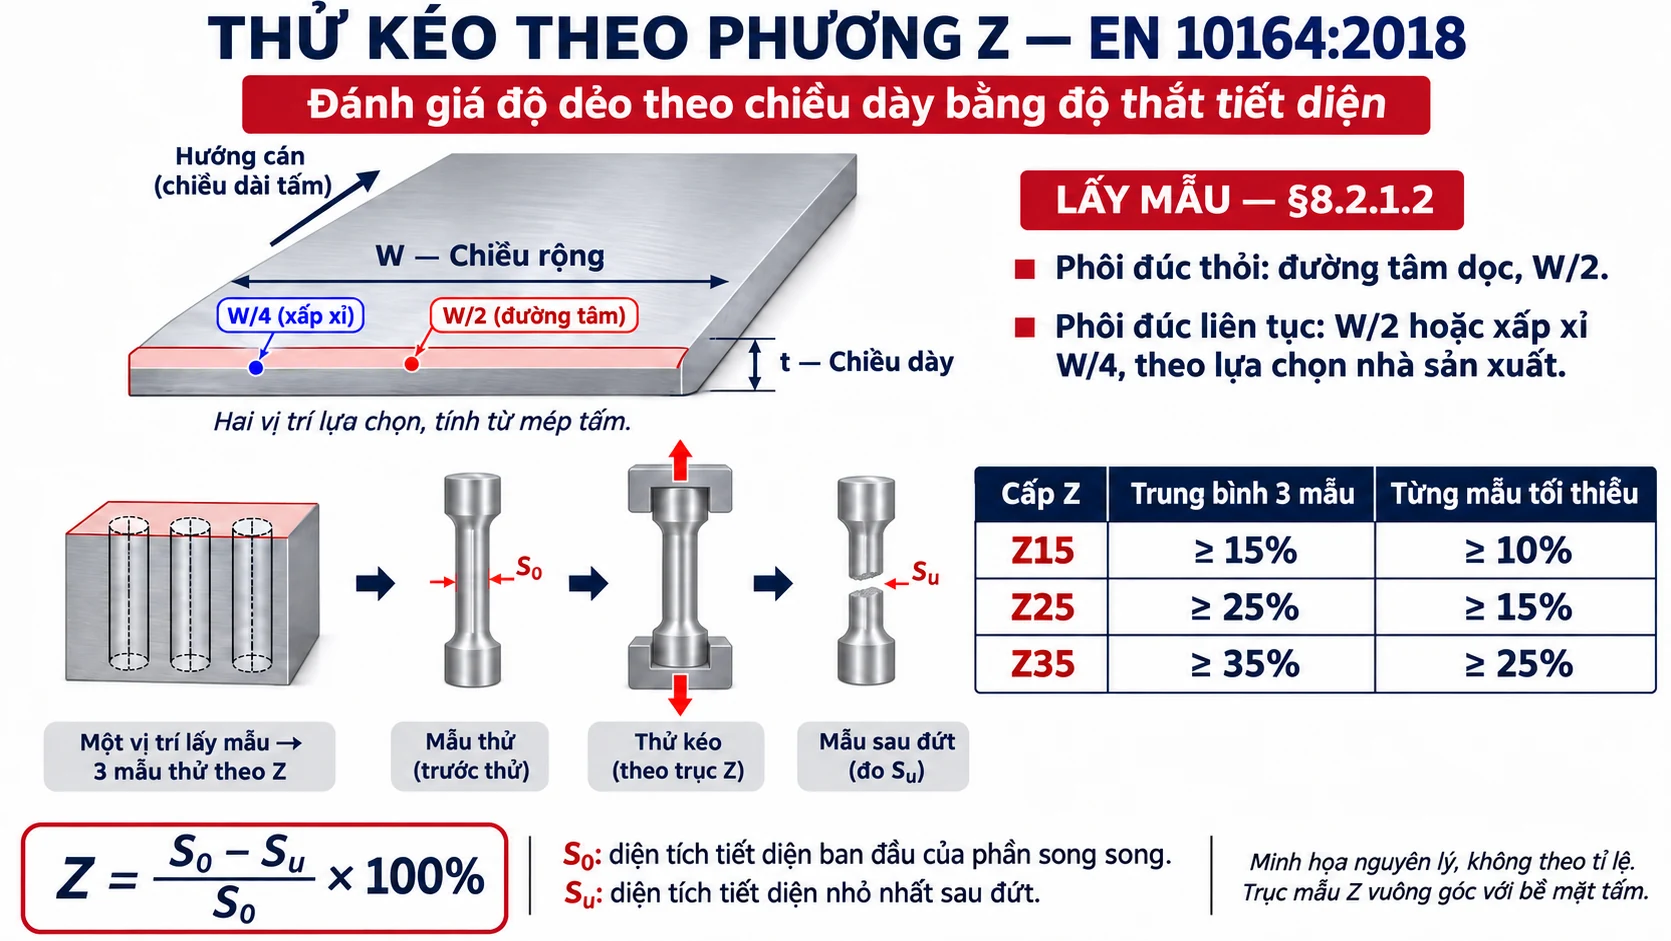 THỬ KÉO THEO PHƯƠNG Z — EN 10164:2018
Đánh giá độ dẻo theo chiều dày bằng độ thắt tiết diện
Hướng cán
(chiều dài tấm)
W — Chiều rộng
W/4 (xấp xỉ)
W/2 (đường tâm)
t — Chiều dày
Hai vị trí lựa chọn, tính từ mép tấm.
LẤY MẪU — §8.2.1.2
■ Phôi đúc thỏi: đường tâm dọc, W/2.
■ Phôi đúc liên tục: W/2 hoặc xấp xỉ
W/4, theo lựa chọn nhà sản xuất.
S₀
Sᵤ
Một vị trí lấy mẫu →
3 mẫu thử theo Z
Mẫu thử
(trước thử)
Thử kéo
(theo trục Z)
Mẫu sau đứt
(đo Sᵤ)
Cấp Z | Trung bình 3 mẫu | Từng mẫu tối thiểu
Z15 | ≥ 15% | ≥ 10%
Z25 | ≥ 25% | ≥ 15%
Z35 | ≥ 35% | ≥ 25%
Z = (S₀ – Sᵤ) / S₀ × 100%
S₀: diện tích tiết diện ban đầu của phần song song.
Sᵤ: diện tích tiết diện nhỏ nhất sau đứt.
Minh họa nguyên lý, không theo tỉ lệ.
Trục mẫu Z vuông góc với bề mặt tấm.